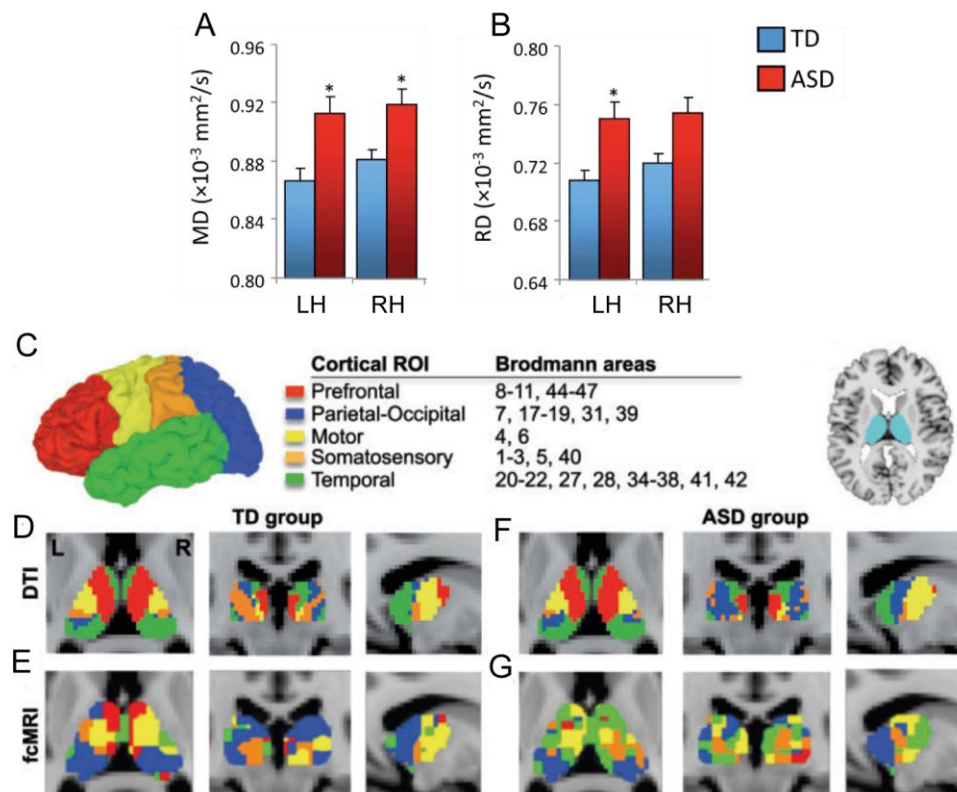 A
B
TD
ASD
MD (×10⁻³ mm²/s)
0.96
0.92
0.88
0.84
0.80
* *
LH RH
RD (×10⁻³ mm²/s)
0.80
0.76
0.72
0.68
0.64
*
LH RH
C
Cortical ROI Brodmann areas
Prefrontal 8-11, 44-47
Parietal-Occipital 7, 17-19, 31, 39
Motor 4, 6
Somatosensory 1-3, 5, 40
Temporal 20-22, 27, 28, 34-38, 41, 42
TD group
ASD group
D
L R
F
DTI
E
G
fcMRI